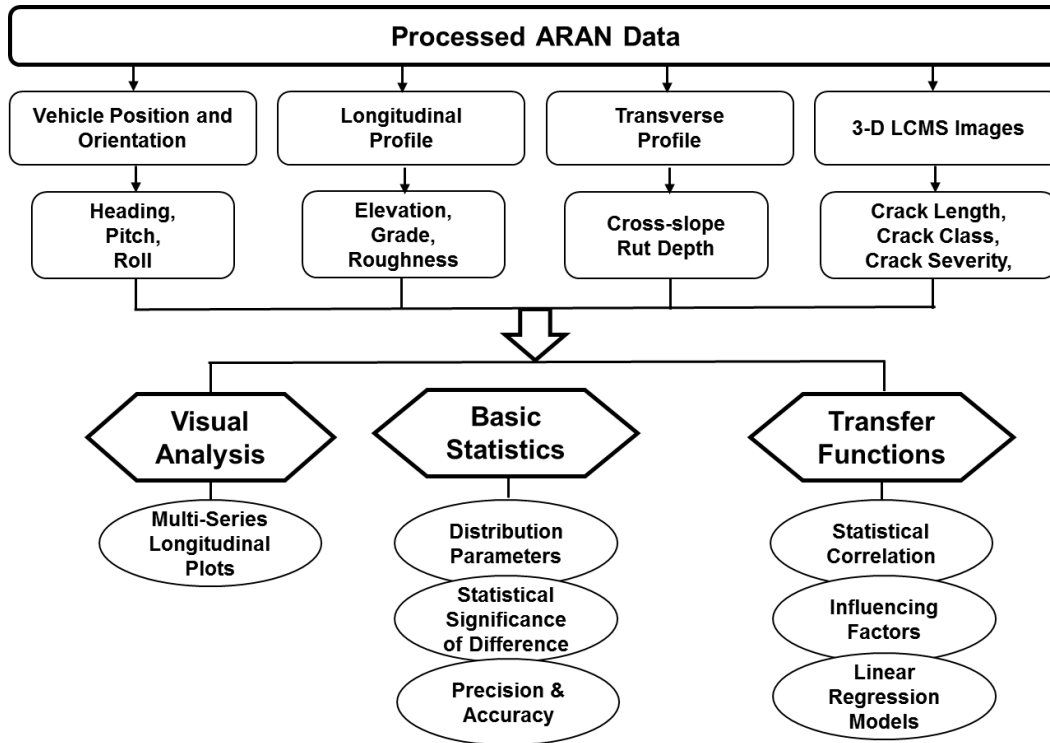 Processed ARAN Data
Vehicle Position and
Orientation
Longitudinal
Profile
Transverse
Profile
3-D LCMS Images
Heading,
Pitch,
Roll
Elevation,
Grade,
Roughness
Cross-slope
Rut Depth
Crack Length,
Crack Class,
Crack Severity,
Visual
Analysis
Basic
Statistics
Transfer
Functions
Multi-Series
Longitudinal
Plots
Distribution
Parameters
Statistical
Significance
of Difference
Precision &
Accuracy
Statistical
Correlation
Influencing
Factors
Linear
Regression
Models